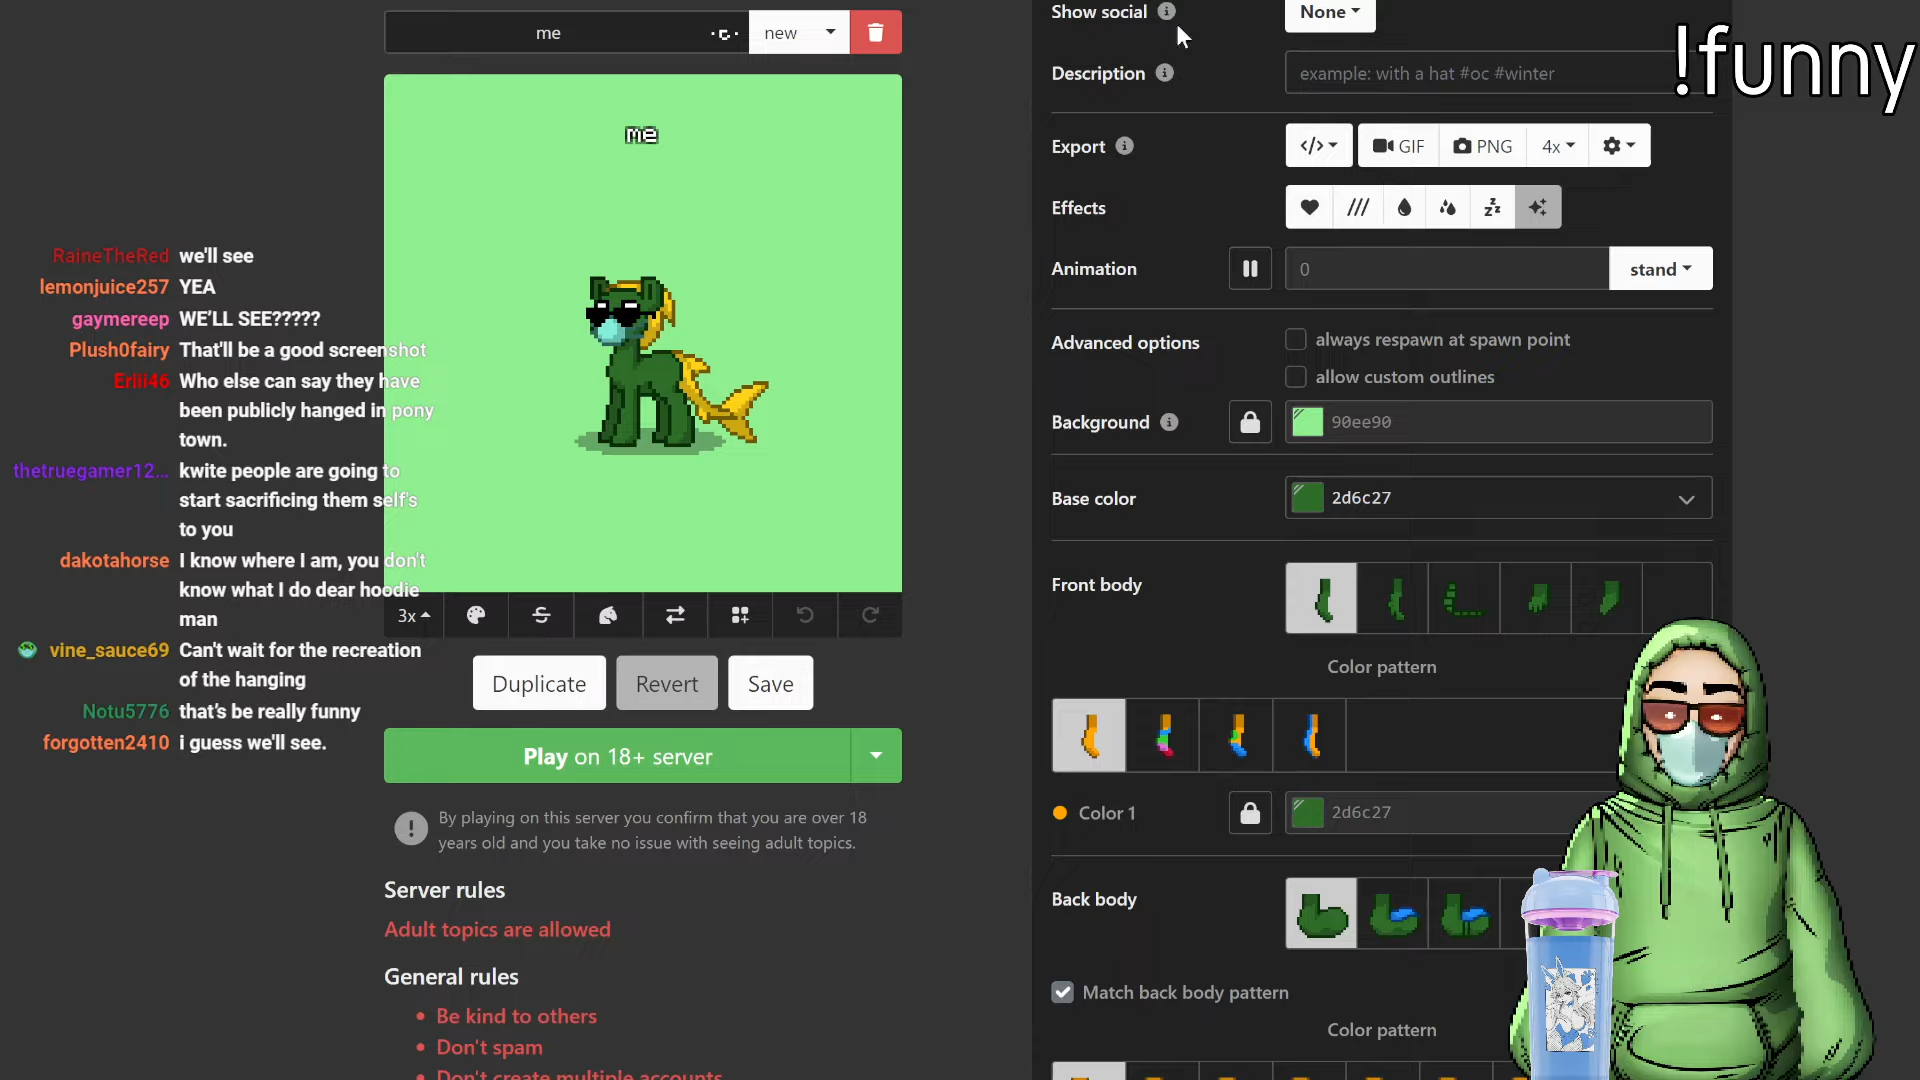 me
·c·
new
me
RaineTheRed we'll see
lemonjuice257 YEA
gaymereep WE'LL SEE?????
Plush0fairy That'll be a good screenshot
Eriii46 Who else can say they have
been publicly hanged in pony
town.
thetruegamer12... kwite people are going to
start sacrificing them self's
to you
dakotahorse I know where I am, you don't
know what I do dear hoodie
man
vine_sauce69 Can't wait for the recreation
of the hanging
Notu5776 that's be really funny
forgotten2410 i guess we'll see.
3x
Duplicate
Revert
Save
Play on 18+ server
By playing on this server you confirm that you are over 18
years old and you take no issue with seeing adult topics.
Server rules
Adult topics are allowed
General rules
• Be kind to others
• Don't spam
• Don't create multiple accounts
Show social
None
!funny
Description
example: with a hat #oc #winter
Export
</>
GIF
PNG
4x
Effects
Animation
0
stand
Advanced options
always respawn at spawn point
allow custom outlines
Background
90ee90
Base color
2d6c27
Front body
Color pattern
Color 1
2d6c27
Back body
Match back body pattern
Color pattern